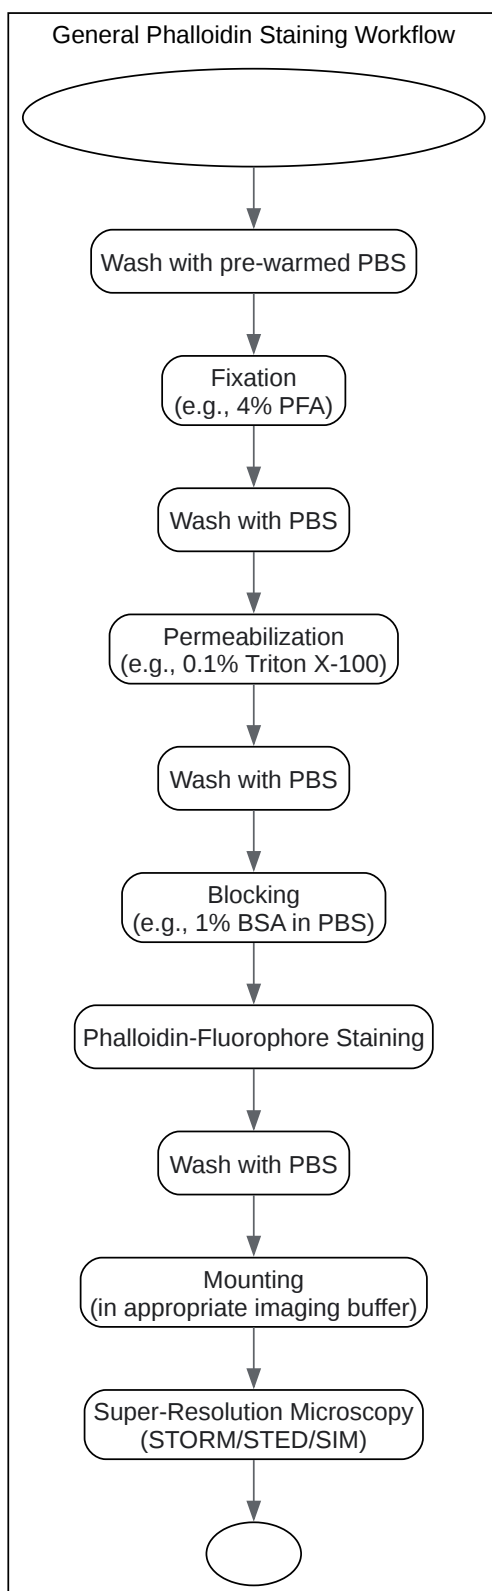 General Phalloidin Staining Workflow
Wash with pre-warmed PBS
Fixation
(e.g., 4% PFA)
Wash with PBS
Permeabilization
(e.g., 0.1% Triton X-100)
Wash with PBS
Blocking
(e.g., 1% BSA in PBS)
Phalloidin-Fluorophore Staining
Wash with PBS
Mounting
(in appropriate imaging buffer)
Super-Resolution Microscopy
(STORM/STED/SIM)